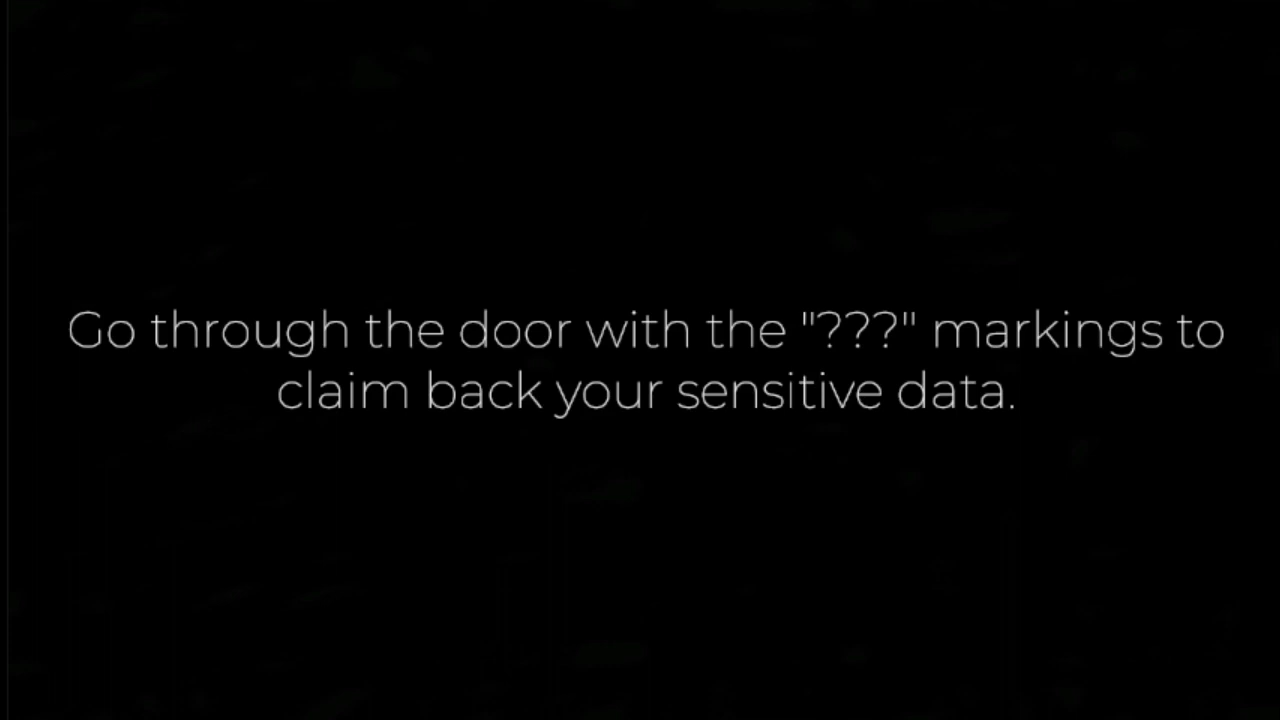 Go through the door with the "???" markings to
claim back your sensitive data.